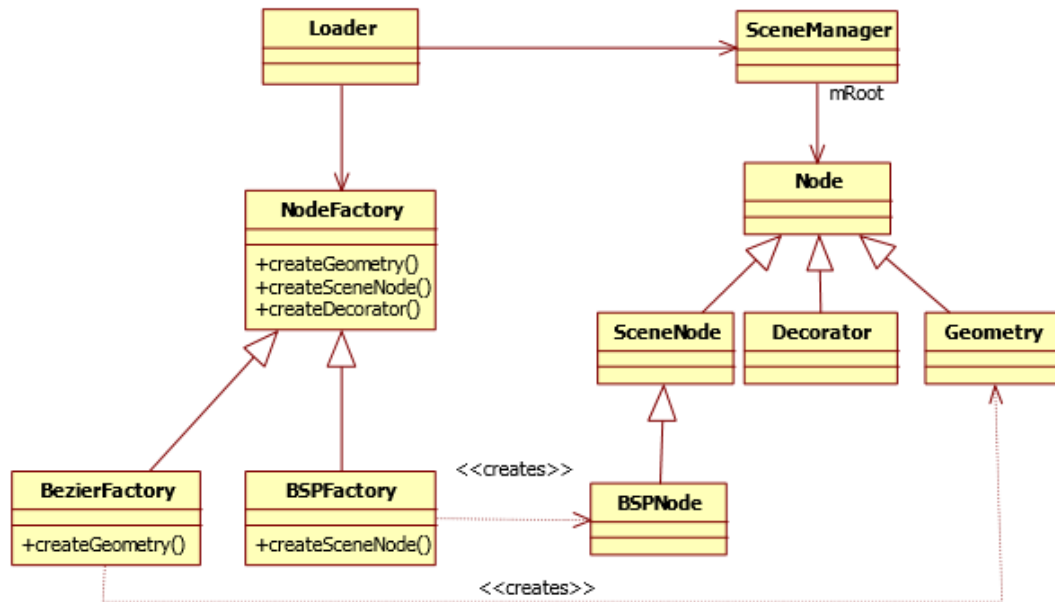 Loader
SceneManager
mRoot
Node
NodeFactory
+createGeometry()
+createSceneNode()
+createDecorator()
SceneNode
Decorator
Geometry
<<creates>>
BezierFactory
+createGeometry()
BSPFactory
+createSceneNode()
BSPNode
<<creates>>